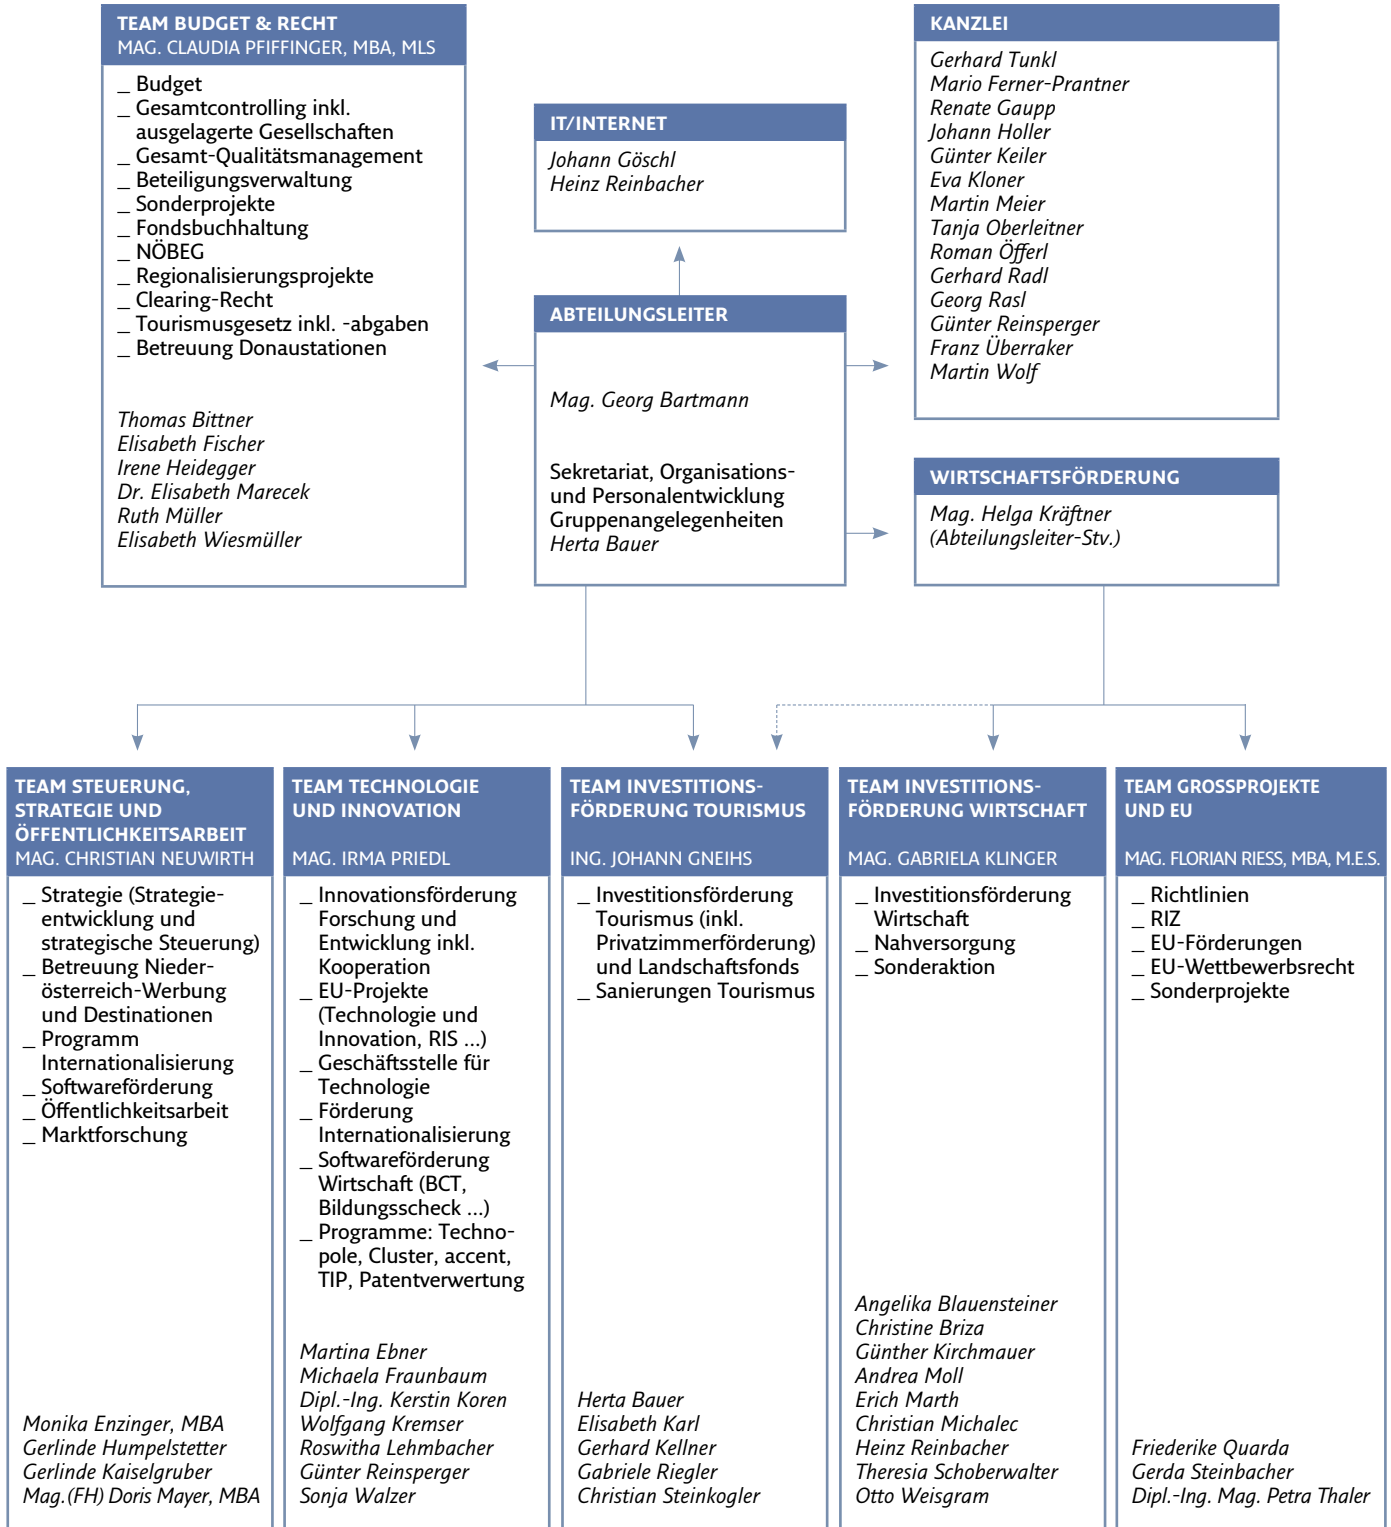 TEAM BUDGET & RECHT
MAG. CLAUDIA PFIFFINGER, MBA, MLS
_ Budget
_ Gesamtcontrolling inkl.
ausgelagerte Gesellschaften
_ Gesamt-Qualitätsmanagement
_ Beteiligungsverwaltung
_ Sonderprojekte
_ Fondsbuchhaltung
_ NÖBEG
_ Regionalisierungsprojekte
_ Clearing-Recht
_ Tourismusgesetz inkl. -abgaben
_ Betreuung Donaustationen
Thomas Bittner
Elisabeth Fischer
Irene Heidegger
Dr. Elisabeth Marecek
Ruth Müller
Elisabeth Wiesmüller
IT/INTERNET
Johann Göschl
Heinz Reinbacher
ABTEILUNGSLEITER
Mag. Georg Bartmann
Sekretariat, Organisations-
und Personalentwicklung
Gruppenangelegenheiten
Herta Bauer
KANZLEI
Gerhard Tunkl
Mario Ferner-Prantner
Renate Gaupp
Johann Holler
Günter Keiler
Eva Kloner
Martin Meier
Tanja Oberleitner
Roman Öfferl
Gerhard Radl
Georg Rasl
Günter Reinsperger
Franz Überraker
Martin Wolf
WIRTSCHAFTSFÖRDERUNG
Mag. Helga Kräftner
(Abteilungsleiter-Stv.)
TEAM STEUERUNG,
STRATEGIE UND
ÖFFENTLICHKEITSARBEIT
MAG. CHRISTIAN NEUWIRTH
_ Strategie (Strategie-
entwicklung und
strategische Steuerung)
_ Betreuung Nieder-
österreich-Werbung
und Destinationen
_ Programm
Internationalisierung
_ Softwareförderung
_ Öffentlichkeitsarbeit
_ Marktforschung
Monika Enzinger, MBA
Gerlinde Humpelstetter
Gerlinde Kaiselgruber
Mag.(FH) Doris Mayer, MBA
TEAM TECHNOLOGIE
UND INNOVATION
MAG. IRMA PRIEDL
_ Innovationsförderung
Forschung und
Entwicklung inkl.
Kooperation
_ EU-Projekte
(Technologie und
Innovation, RIS ...)
_ Geschäftsstelle für
Technologie
_ Förderung
Internationalisierung
_ Softwareförderung
Wirtschaft (BCT,
Bildungsscheck ...)
_ Programme: Techno-
pole, Cluster, accent,
TIP, Patentverwertung
Martina Ebner
Michaela Fraunbaum
Dipl.-Ing. Kerstin Koren
Wolfgang Kremser
Roswitha Lehmbacher
Günter Reinsperger
Sonja Walzer
TEAM INVESTITIONS-
FÖRDERUNG TOURISMUS
ING. JOHANN GNEIHS
_ Investitionsförderung
Tourismus (inkl.
Privatzimmerförderung)
und Landschaftsfonds
_ Sanierungen Tourismus
Herta Bauer
Elisabeth Karl
Gerhard Kellner
Gabriele Riegler
Christian Steinkogler
TEAM INVESTITIONS-
FÖRDERUNG WIRTSCHAFT
MAG. GABRIELA KLINGER
_ Investitionsförderung
Wirtschaft
_ Nahversorgung
_ Sonderaktion
Angelika Blauensteiner
Christine Briza
Günther Kirchmauer
Andrea Moll
Erich Marth
Christian Michalec
Heinz Reinbacher
Theresia Schoberwalter
Otto Weisgram
TEAM GROSSPROJEKTE
UND EU
MAG. FLORIAN RIESS, MBA, M.E.S.
_ Richtlinien
_ RIZ
_ EU-Förderungen
_ EU-Wettbewerbsrecht
_ Sonderprojekte
Friederike Quarda
Gerda Steinbacher
Dipl.-Ing. Mag. Petra Thaler